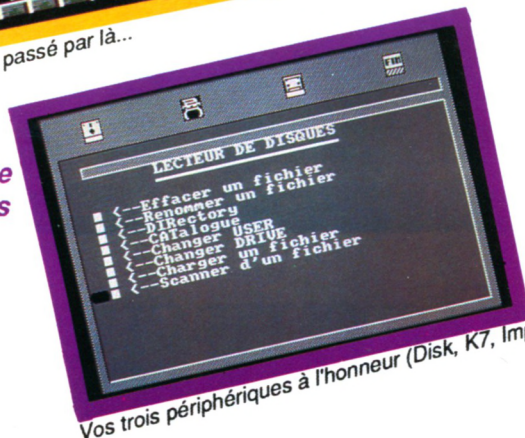 passé par là...
e
s
LECTEUR DE DISQUES
<--Effacer un fichier
<--Renommer un fichier
<--DIRectory
<--CATalogue
<--Changer USER
<--Changer DRIVE
<--Charger un fichier
<--Scanner d'un fichier
Vos trois périphériques à l'honneur (Disk, K7, Im